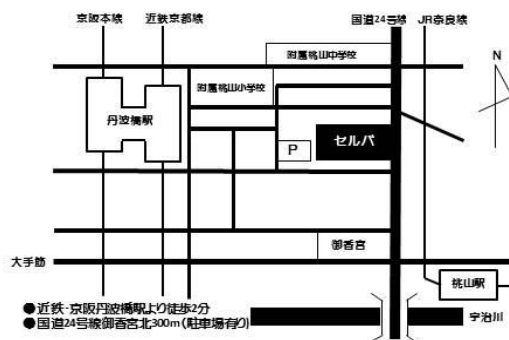 京阪本線
近鉄京都線
国道24号線
JR奈良線
附属桃山中学校
N
附属桃山小学校
丹波橋駅
P
セルバ
御香宮
大手筋
桃山駅
●近鉄・京阪丹波橋駅より徒歩2分
●国道24号線御香宮北300m(駐車場有り)
宇治川